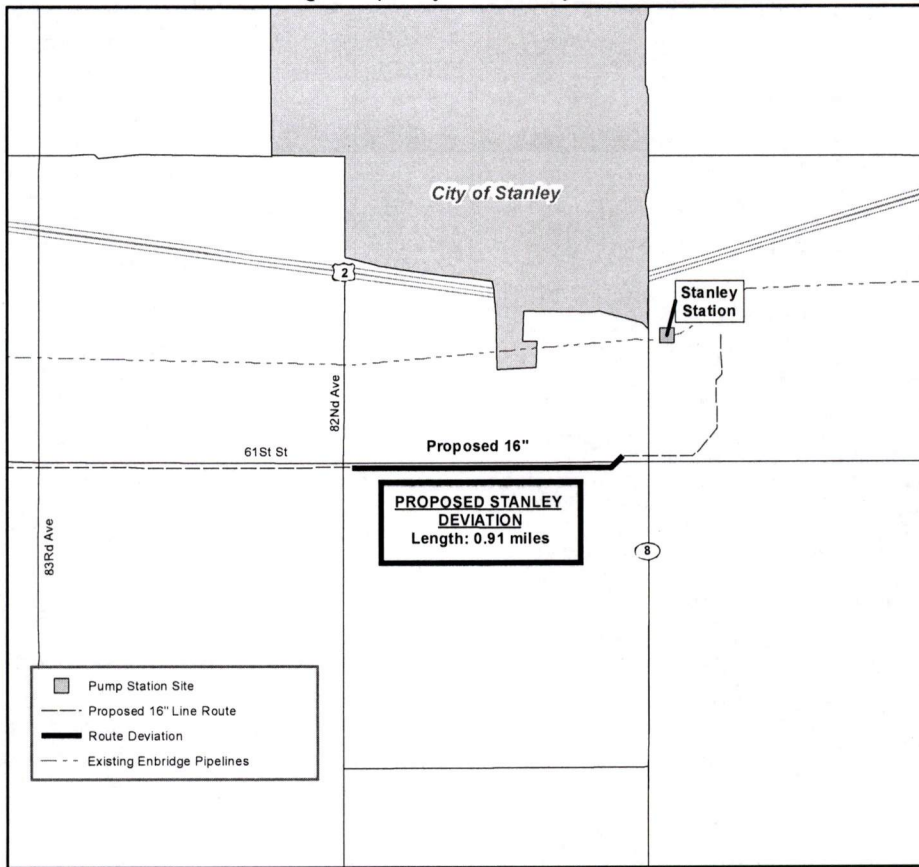 City of Stanley
2
Stanley
Station
82Nd Ave
61St St
Proposed 16"
PROPOSED STANLEY
DEVIATION
Length: 0.91 miles
83Rd Ave
8
Pump Station Site
Proposed 16" Line Route
Route Deviation
Existing Enbridge Pipelines